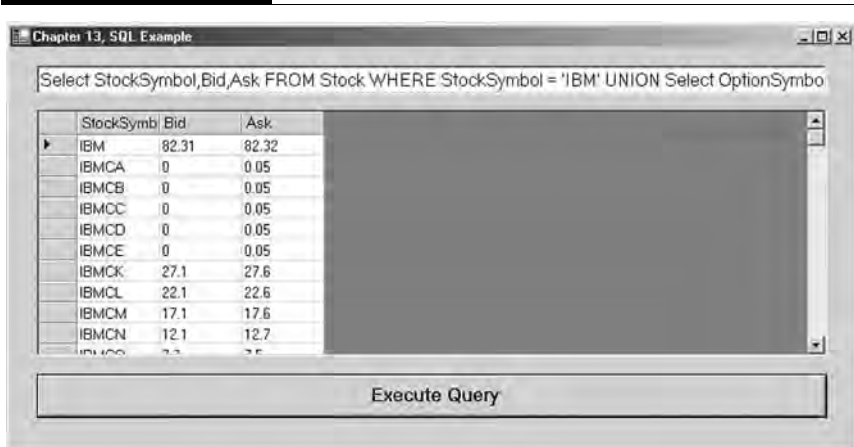 Chapter 13, SQL Example
Select StockSymbol,Bid,Ask FROM Stock WHERE StockSymbol = 'IBM' UNION Select OptionSymbo
StockSymb Bid Ask
IBM 82.31 82.32
IBMCA 0 0.05
IBMCB 0 0.05
IBMCC 0 0.05
IBMCD 0 0.05
IBMCE 0 0.05
IBMCK 27.1 27.6
IBMCL 22.1 22.6
IBMCM 17.1 17.6
IBMCN 12.1 12.7
Execute Query